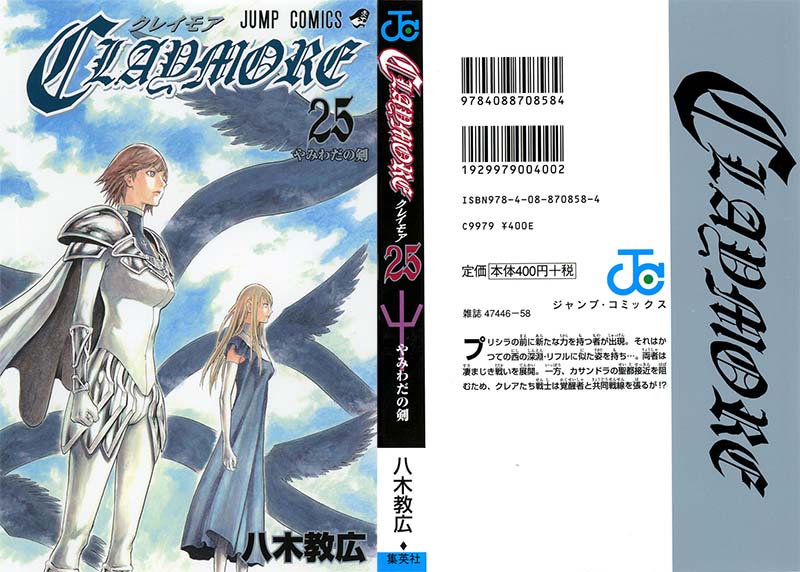 クレイモア
JUMP COMICS
CLAYMORE
25
やみわだの剣
八木教広
JC
CLAYMORE
クレイモア
25
やみわだの剣
八木教広
集英社
9784088708584
1929979004002
ISBN978-4-08-870858-4
C9979 ¥400E
定価 本体400円+税
JC
ジャンプ・コミックス
雑誌 47446-58
プリシラの前に新たな力を持つ者が出現。それはか
つての西の深淵・リフルに似た姿を持ち…。両者は
凄まじき戦いを展開。一方、カサンドラの聖都接近を阻
むため、クレアたち戦士は覚醒者と共同戦線を張るが!?
CLAYMORE